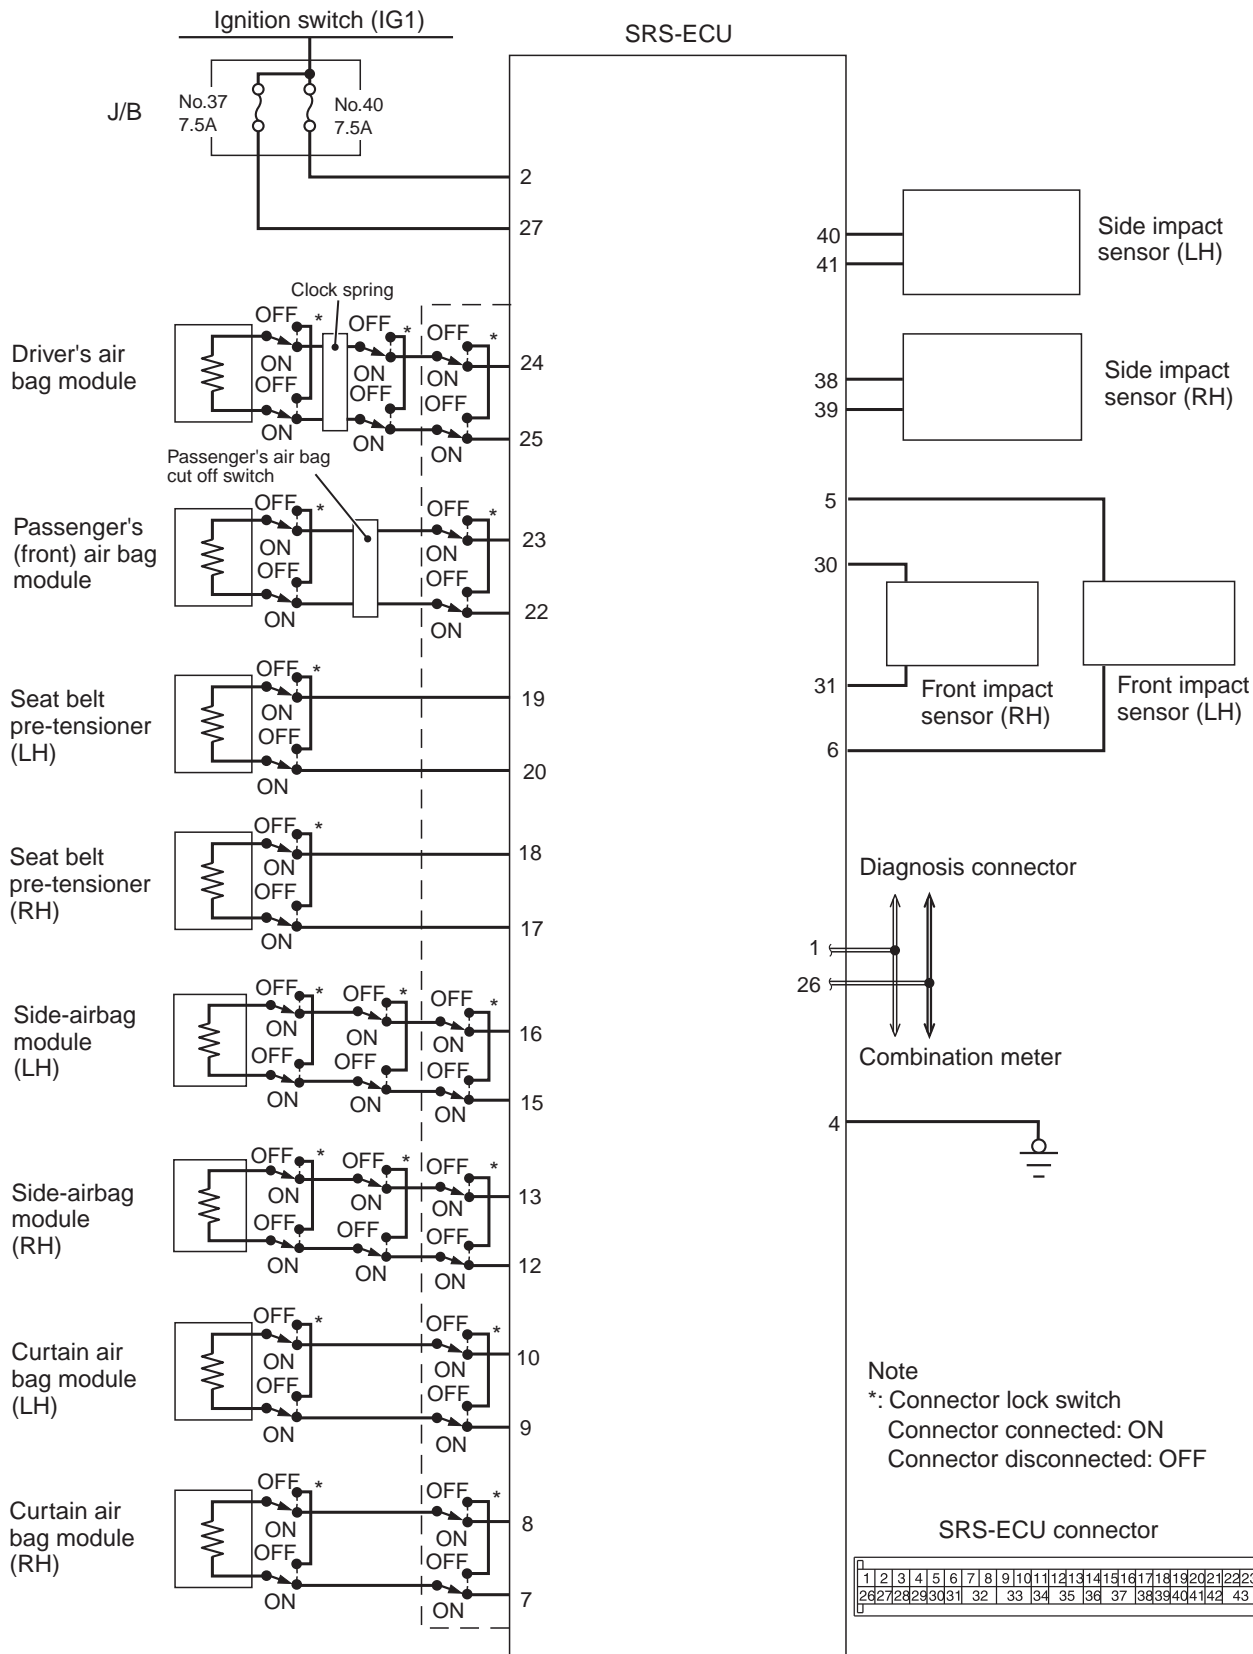 Ignition switch (IG1)
SRS-ECU
J/B
No.37
7.5A
No.40
7.5A
2
27
40
41
Side impact
sensor (LH)
Clock spring
Driver's air
bag module
OFF
*
ON
OFF
ON
OFF
*
ON
OFF
ON
OFF
*
ON
OFF
ON
24
25
38
39
Side impact
sensor (RH)
Passenger's air bag
cut off switch
Passenger's
(front) air bag
module
OFF
*
ON
OFF
ON
OFF
*
ON
OFF
ON
23
22
5
30
31
6
Front impact
sensor (RH)
Front impact
sensor (LH)
Seat belt
pre-tensioner
(LH)
OFF
*
ON
OFF
ON
19
20
Seat belt
pre-tensioner
(RH)
OFF
*
ON
OFF
ON
18
17
Diagnosis connector
1
26
Combination meter
Side-airbag
module
(LH)
OFF
*
ON
OFF
ON
OFF
*
ON
OFF
ON
OFF
*
ON
OFF
ON
16
15
4
Side-airbag
module
(RH)
OFF
*
ON
OFF
ON
OFF
*
ON
OFF
ON
OFF
*
ON
OFF
ON
13
12
Curtain air
bag module
(LH)
OFF
*
ON
OFF
ON
OFF
*
ON
OFF
ON
10
9
Note
*: Connector lock switch
Connector connected: ON
Connector disconnected: OFF
Curtain air
bag module
(RH)
OFF
*
ON
OFF
ON
OFF
*
ON
OFF
ON
8
7
SRS-ECU connector
1 2 3 4 5 6 7 8 9 10 11 12 13 14 15 16 17 18 19 20 21 22 23
26 27 28 29 30 31 32 33 34 35 36 37 38 39 40 41 42 43